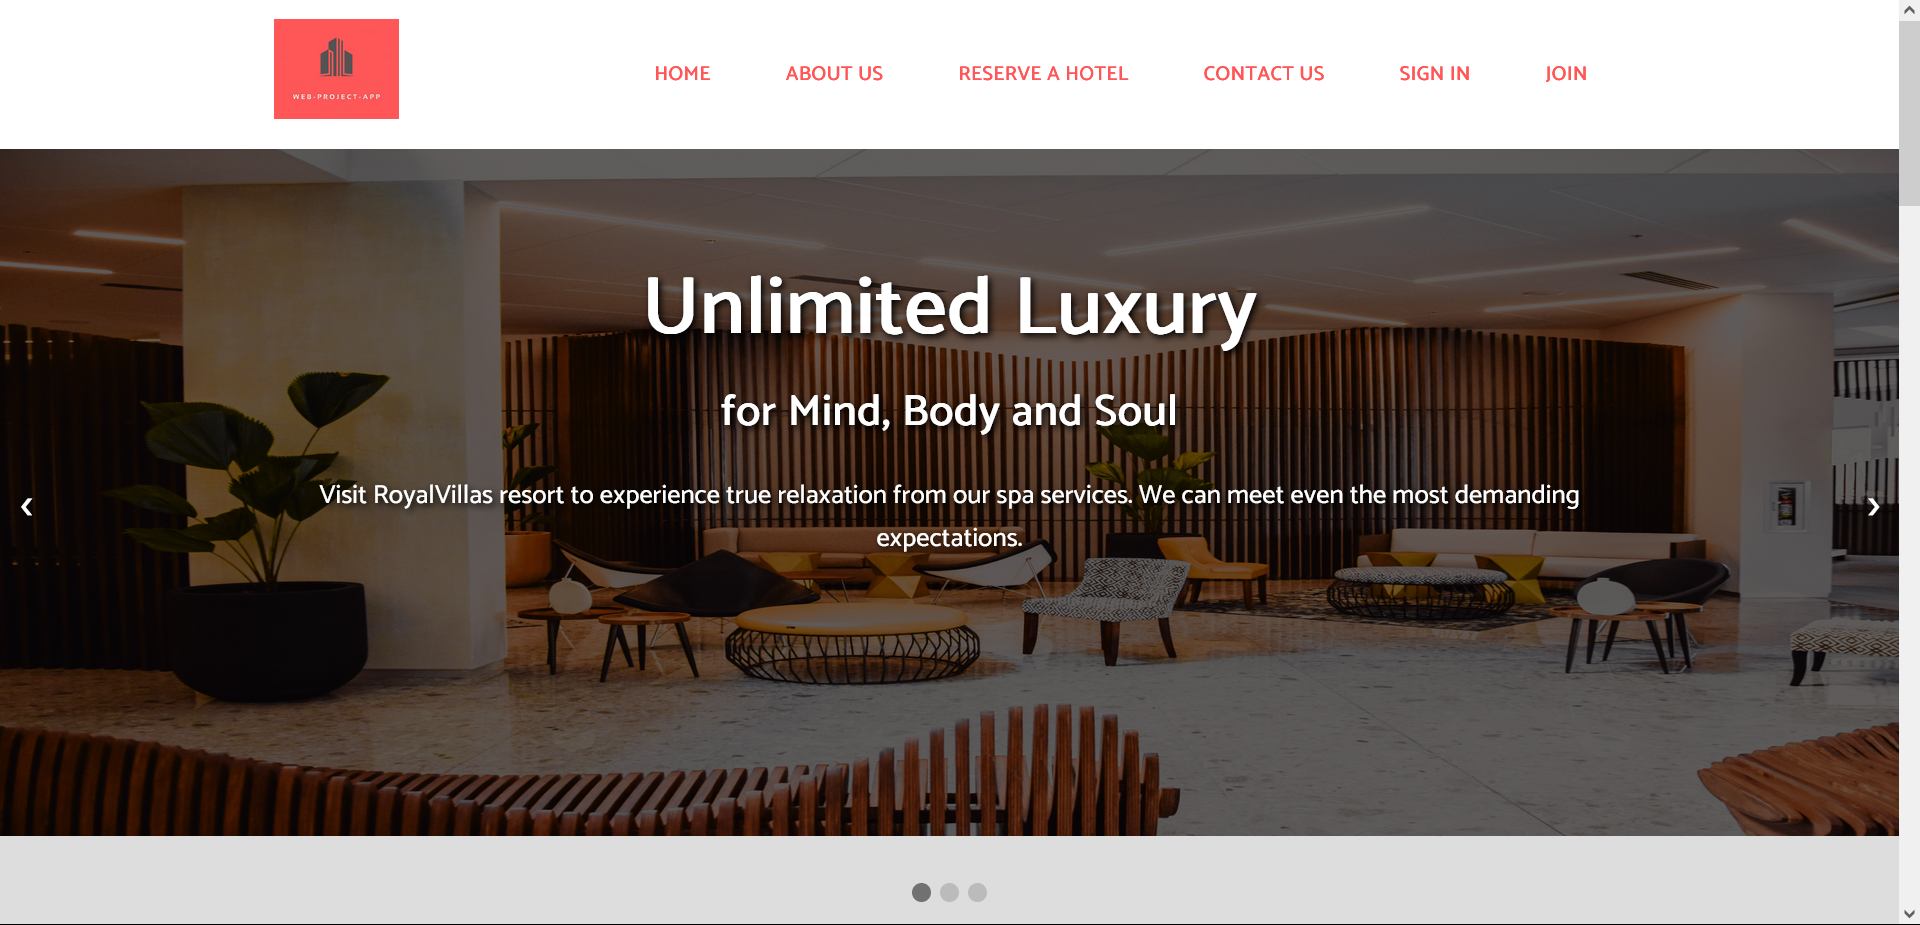 WEB-PROJECT-APP
HOME ABOUT US RESERVE A HOTEL CONTACT US SIGN IN JOIN
Unlimited Luxury
for Mind, Body and Soul
Visit RoyalVillas resort to experience true relaxation from our spa services. We can meet even the most demanding
expectations.